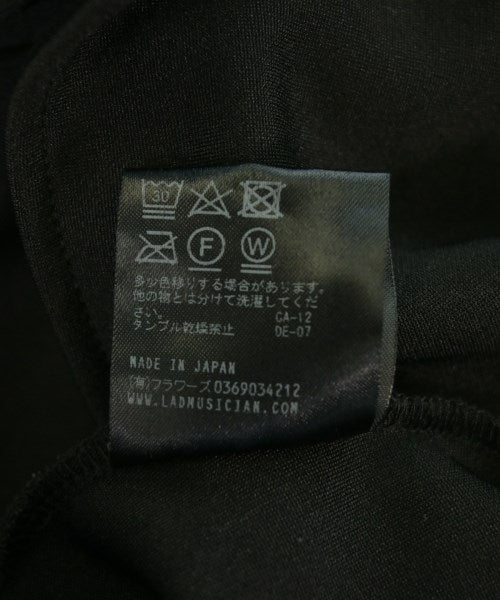 30
F W
多少色移りする場合があります。
他の物とは分けて洗濯してくだ
さい。 GA-12
タンブル乾燥禁止 DE-07
MADE IN JAPAN
(有)フラワーズ0369034212
WWW.LADMUSICIAN.COM